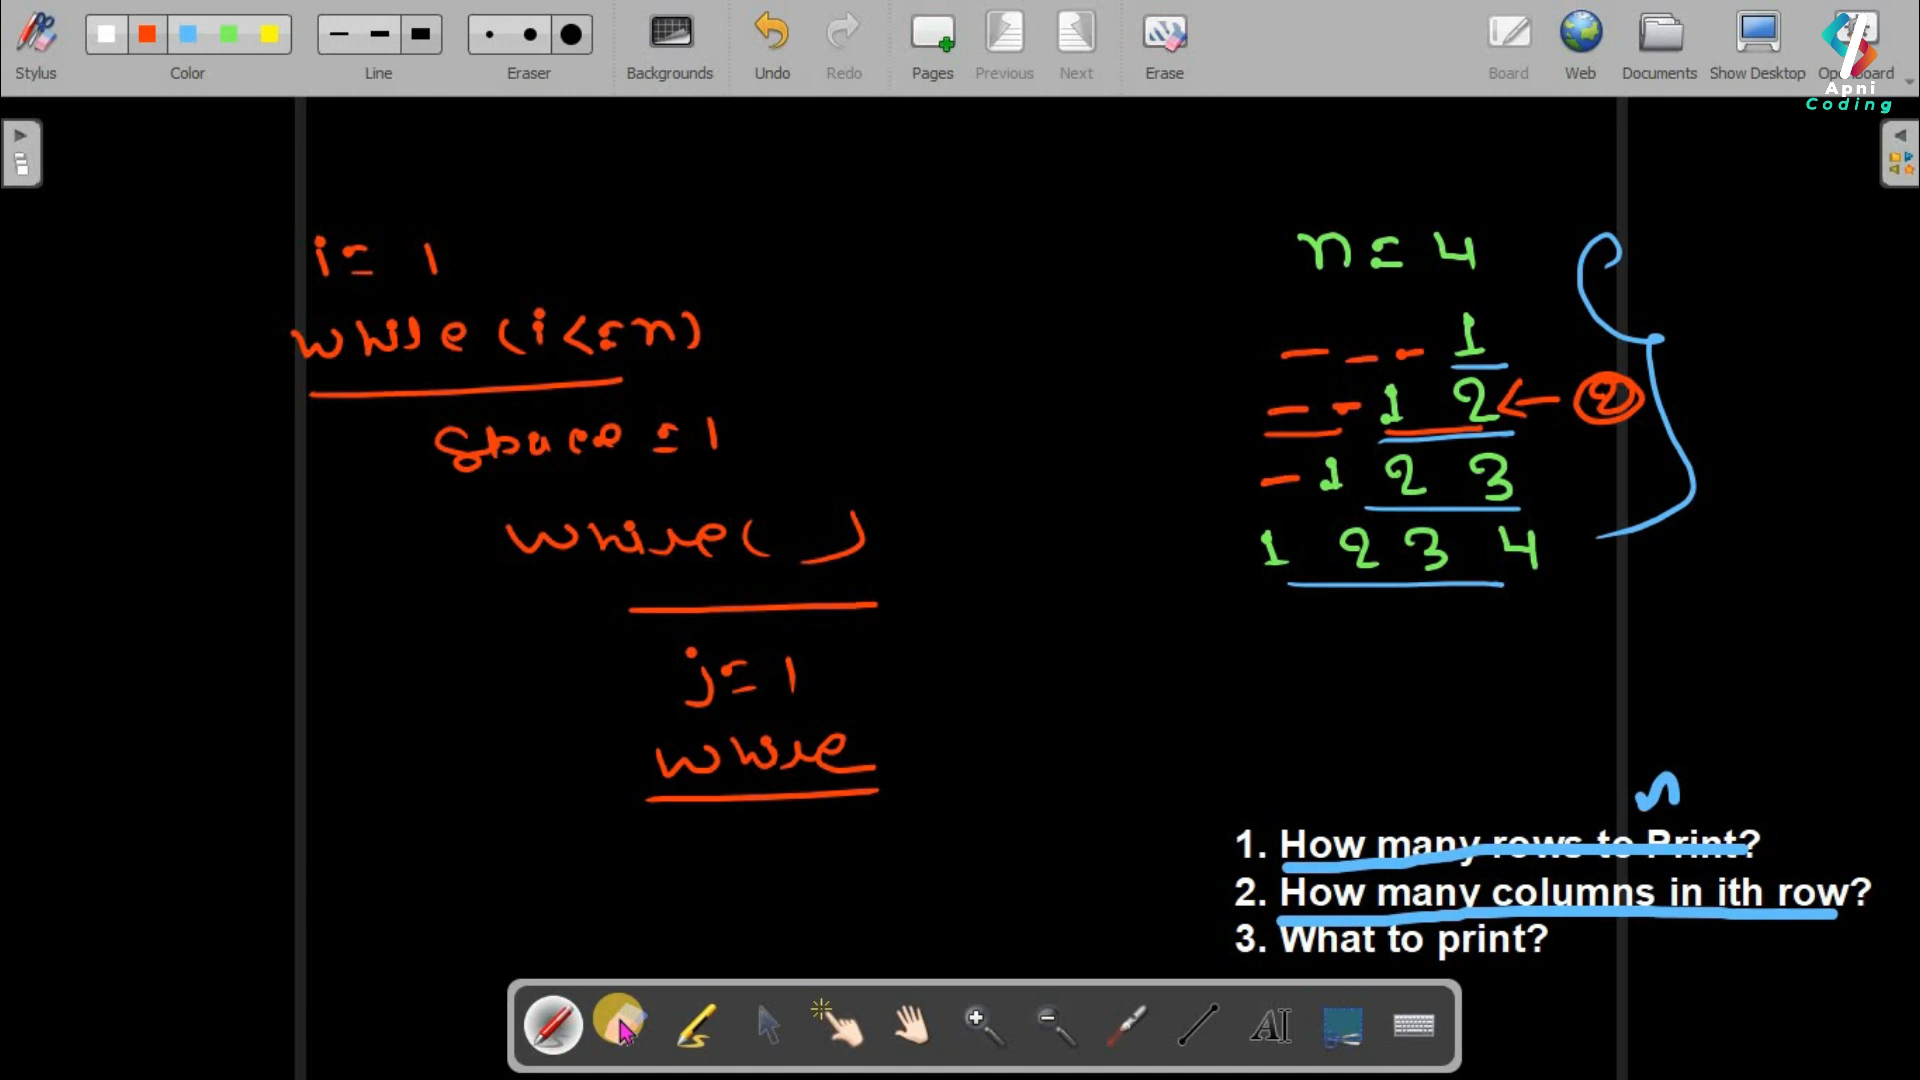 Stylus
Color
Line
Eraser
Backgrounds
Undo
Redo
Pages
Previous
Next
Erase
Board
Web
Documents
Show Desktop
Apni
Coding
i = 1
while (i <= n)
space = 1
while ( )
j = 1
while
n = 4
- - - 1
- - 1 2 ← 2
- 1 2 3
1 2 3 4
n
1. How many rows to Print?
2. How many columns in ith row?
3. What to print?
AI